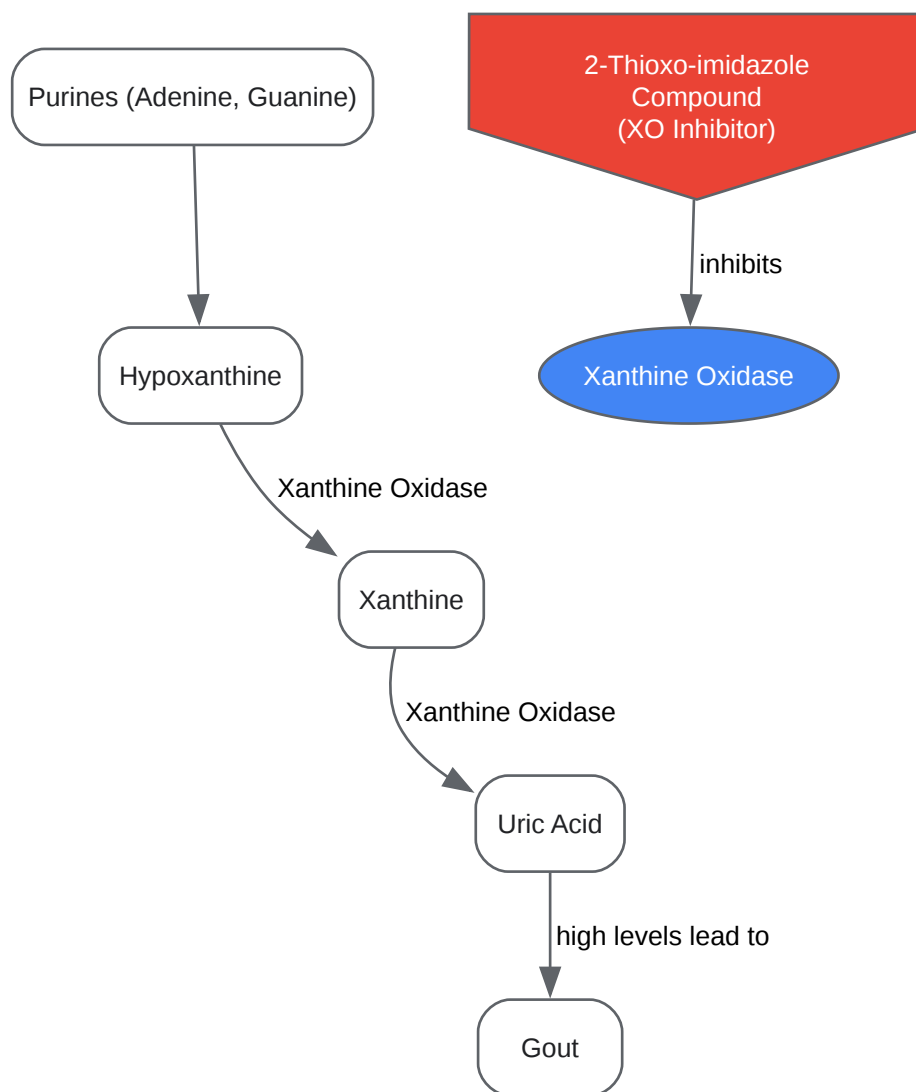 Purines (Adenine, Guanine)
2-Thioxo-imidazole
Compound
(XO Inhibitor)
inhibits
Hypoxanthine
Xanthine Oxidase
Xanthine Oxidase
Xanthine
Xanthine Oxidase
Uric Acid
high levels lead to
Gout